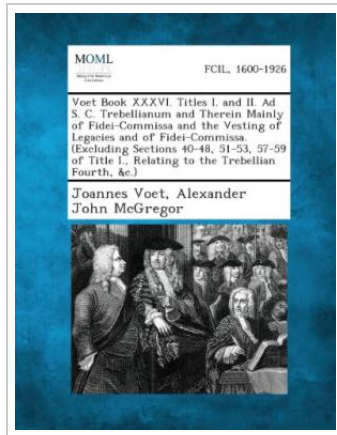 MOML
FCIL, 1600-1926
Voet Book XXXVI. Titles I. and II. Ad
S. C. Trebellianum and Therein Mainly
of Fidei-Commissa and the Vesting of
Legacies and of Fidei-Commissa.
(Excluding Sections 40-48, 51-53, 57-59
of Title I., Relating to the Trebellian
Fourth, &c.)
Joannes Voet, Alexander
John McGregor